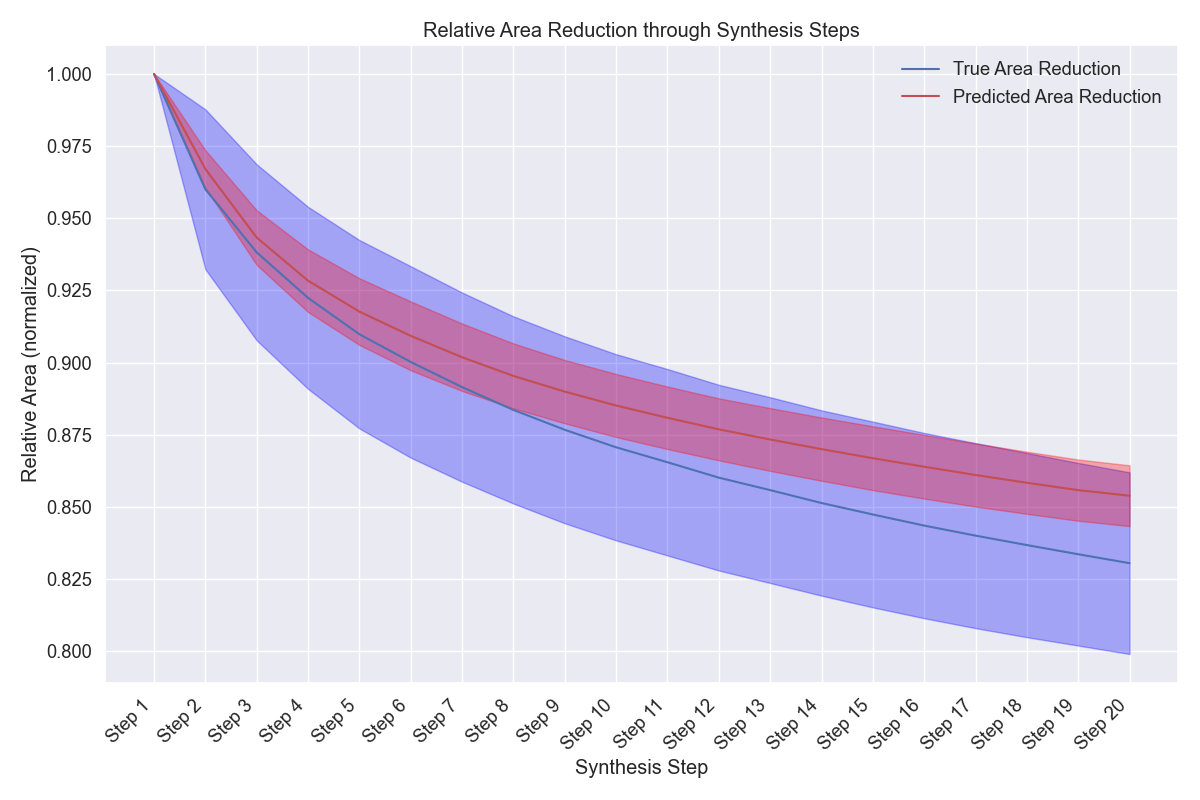 Relative Area Reduction through Synthesis Steps
True Area Reduction
Predicted Area Reduction
Relative Area (normalized)
1.000
0.975
0.950
0.925
0.900
0.875
0.850
0.825
0.800
Step 1
Step 2
Step 3
Step 4
Step 5
Step 6
Step 7
Step 8
Step 9
Step 10
Step 11
Step 12
Step 13
Step 14
Step 15
Step 16
Step 17
Step 18
Step 19
Step 20
Synthesis Step